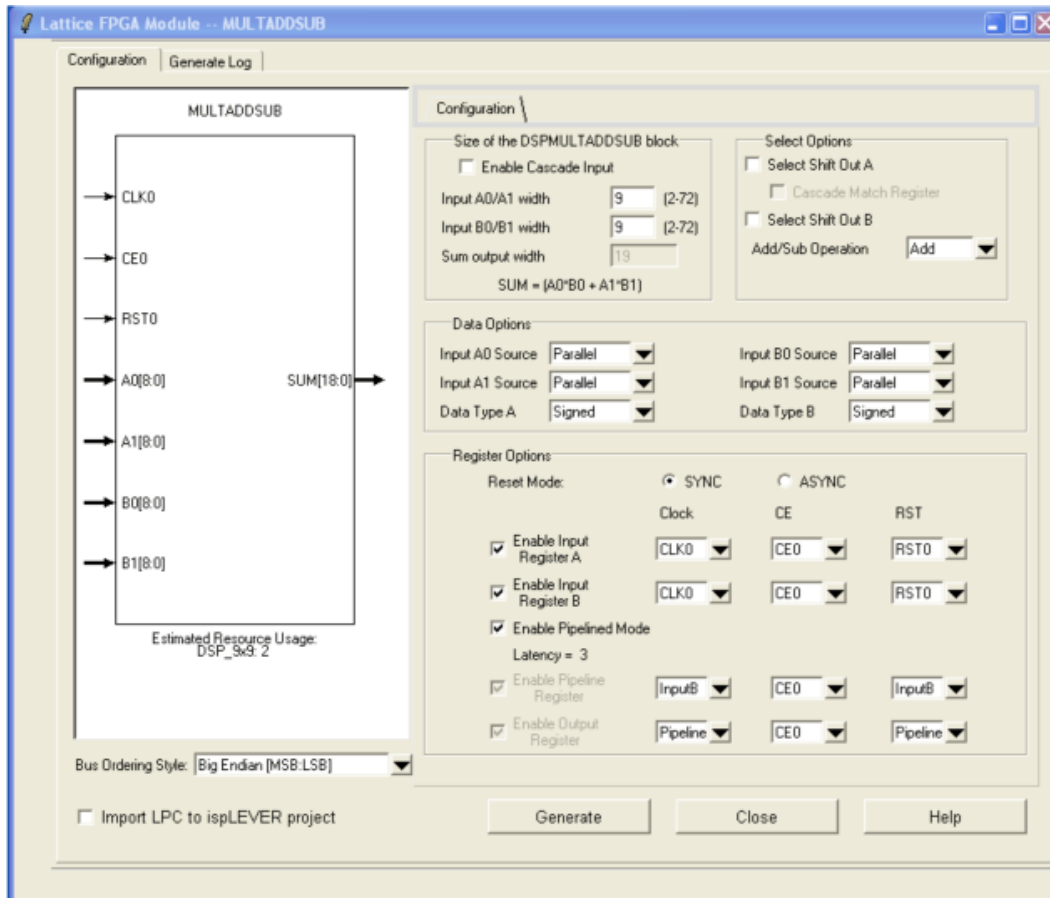 Lattice FPGA Module -- MULTADDSUB
Configuration Generate Log
MULTADDSUB
CLK0
CE0
RST0
A0[8:0] SUM[18:0]
A1[8:0]
B0[8:0]
B1[8:0]
Estimated Resource Usage:
DSP_9x9: 2
Bus Ordering Style: Big Endian [MSB:LSB]
Import LPC to ispLEVER project
Configuration
Size of the DSPMULTADDSUB block
Enable Cascade Input
Input A0/A1 width 9 (2-72)
Input B0/B1 width 9 (2-72)
Sum output width 19
SUM = (A0*B0 + A1*B1)
Select Options
Select Shift Out A
Cascade Match Register
Select Shift Out B
Add/Sub Operation Add
Data Options
Input A0 Source Parallel Input B0 Source Parallel
Input A1 Source Parallel Input B1 Source Parallel
Data Type A Signed Data Type B Signed
Register Options
Reset Mode: SYNC ASYNC
Clock CE RST
Enable Input
Register A CLK0 CE0 RST0
Enable Input
Register B CLK0 CE0 RST0
Enable Pipelined Mode
Latency = 3
Enable Pipeline
Register InputB CE0 InputB
Enable Output
Register Pipeline CE0 Pipeline
Generate Close Help